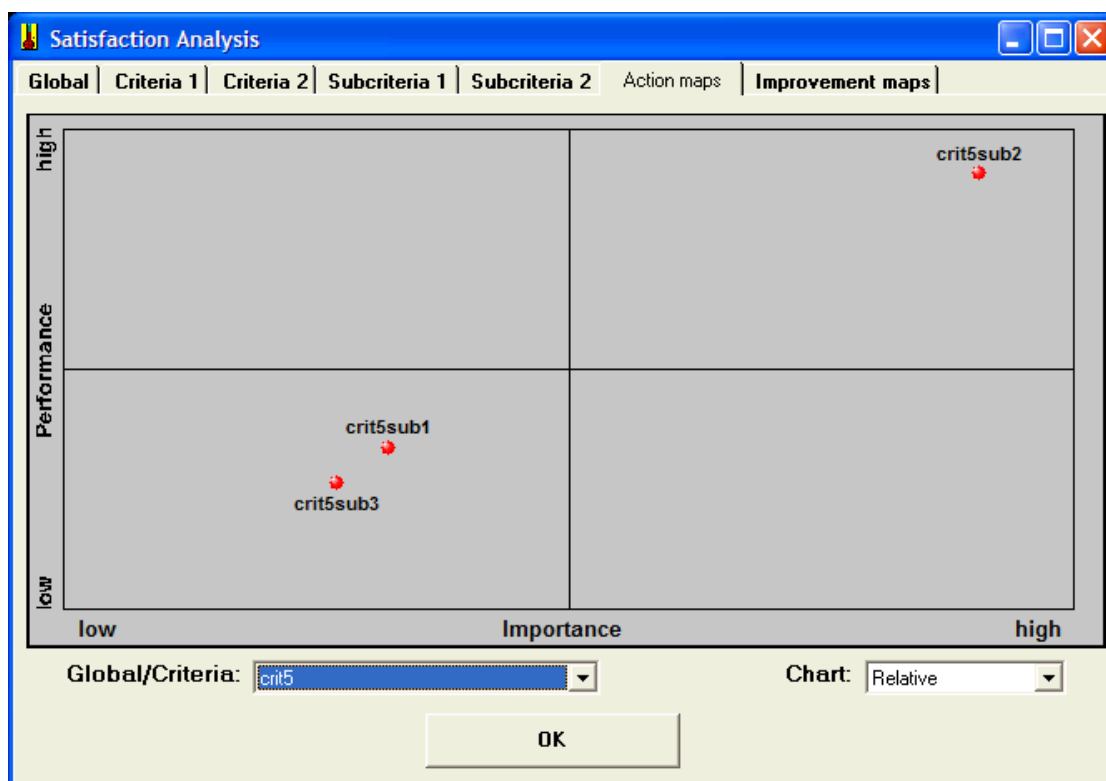 Satisfaction Analysis
Global Criteria 1 Criteria 2 Subcriteria 1 Subcriteria 2 Action maps Improvement maps
high
crit5sub2
Performance
crit5sub1
crit5sub3
low
low Importance high
Global/Criteria: crit5 Chart: Relative
OK